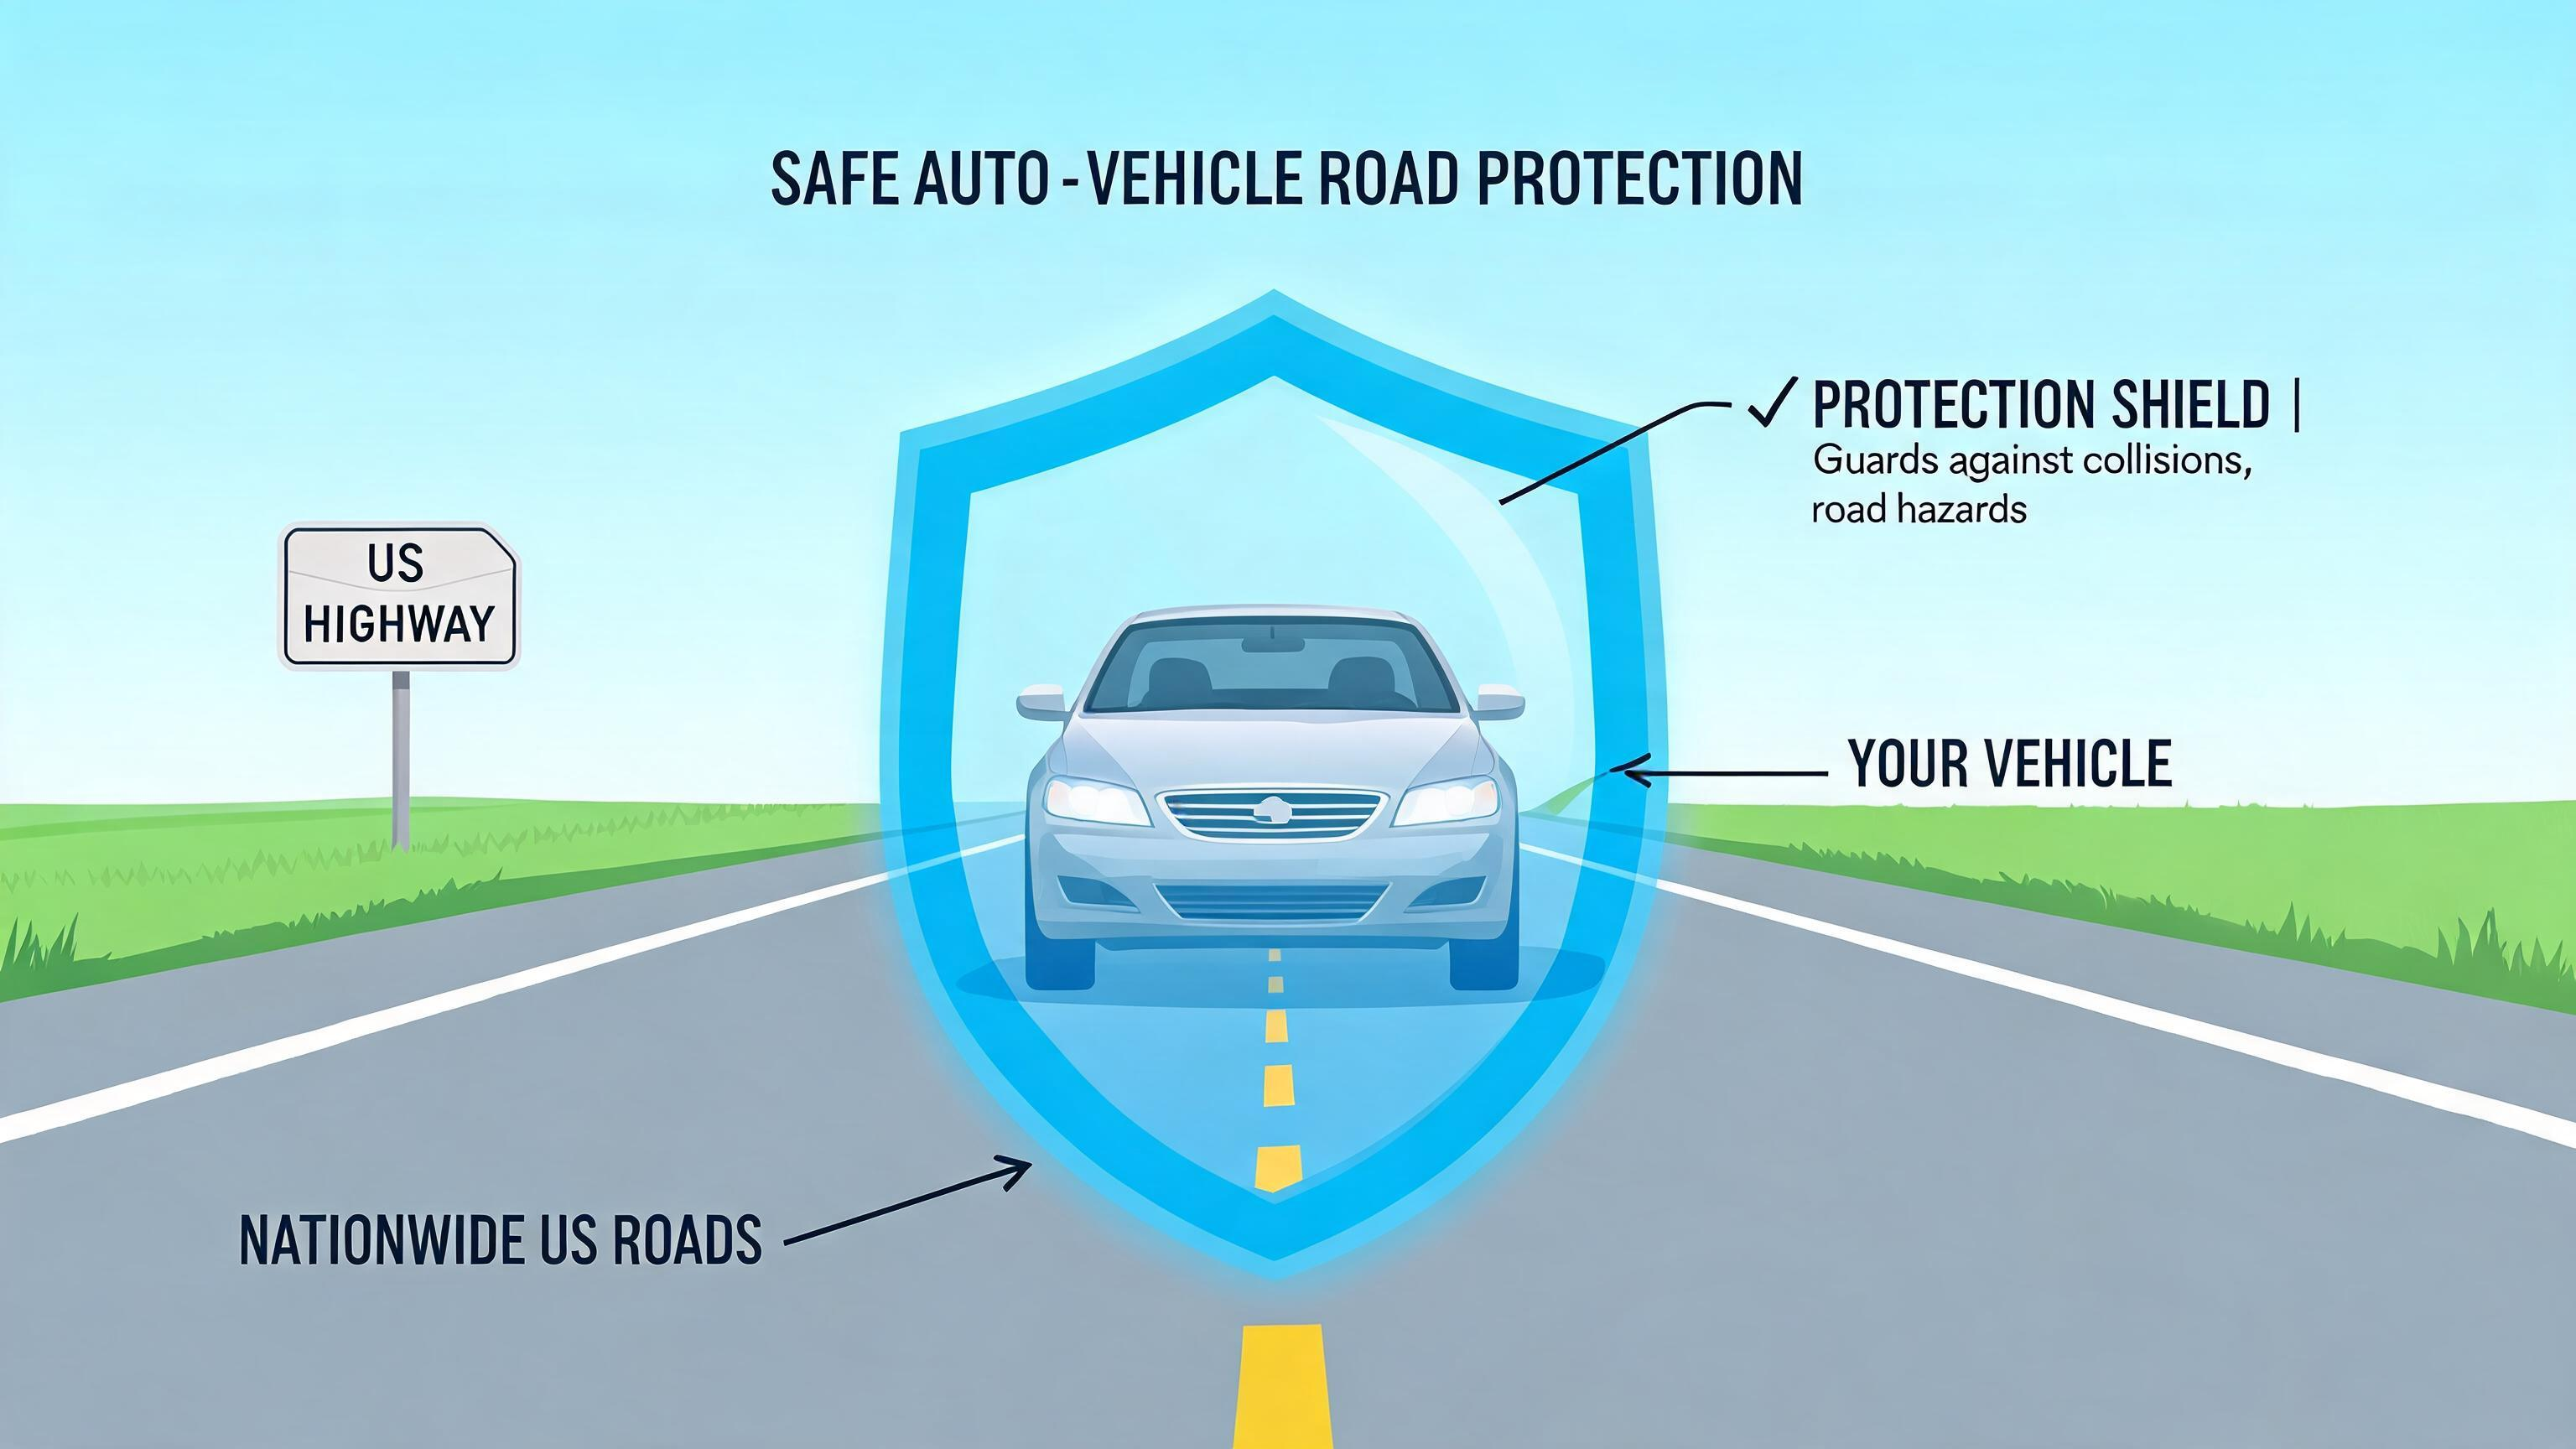 SAFE AUTO - VEHICLE ROAD PROTECTION
✓ PROTECTION SHIELD |
Guards against collisions,
road hazards
US
HIGHWAY
YOUR VEHICLE
NATIONWIDE US ROADS